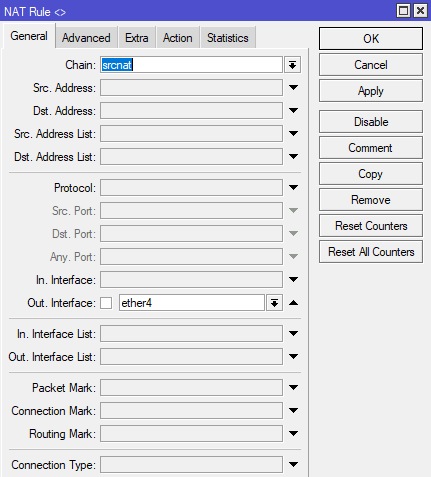 NAT Rule <>
General Advanced Extra Action Statistics
Chain: srcnat
Src. Address:
Dst. Address:
Src. Address List:
Dst. Address List:
Protocol:
Src. Port:
Dst. Port:
Any. Port:
In. Interface:
Out. Interface: ether4
In. Interface List:
Out. Interface List:
Packet Mark:
Connection Mark:
Routing Mark:
Connection Type:
OK
Cancel
Apply
Disable
Comment
Copy
Remove
Reset Counters
Reset All Counters